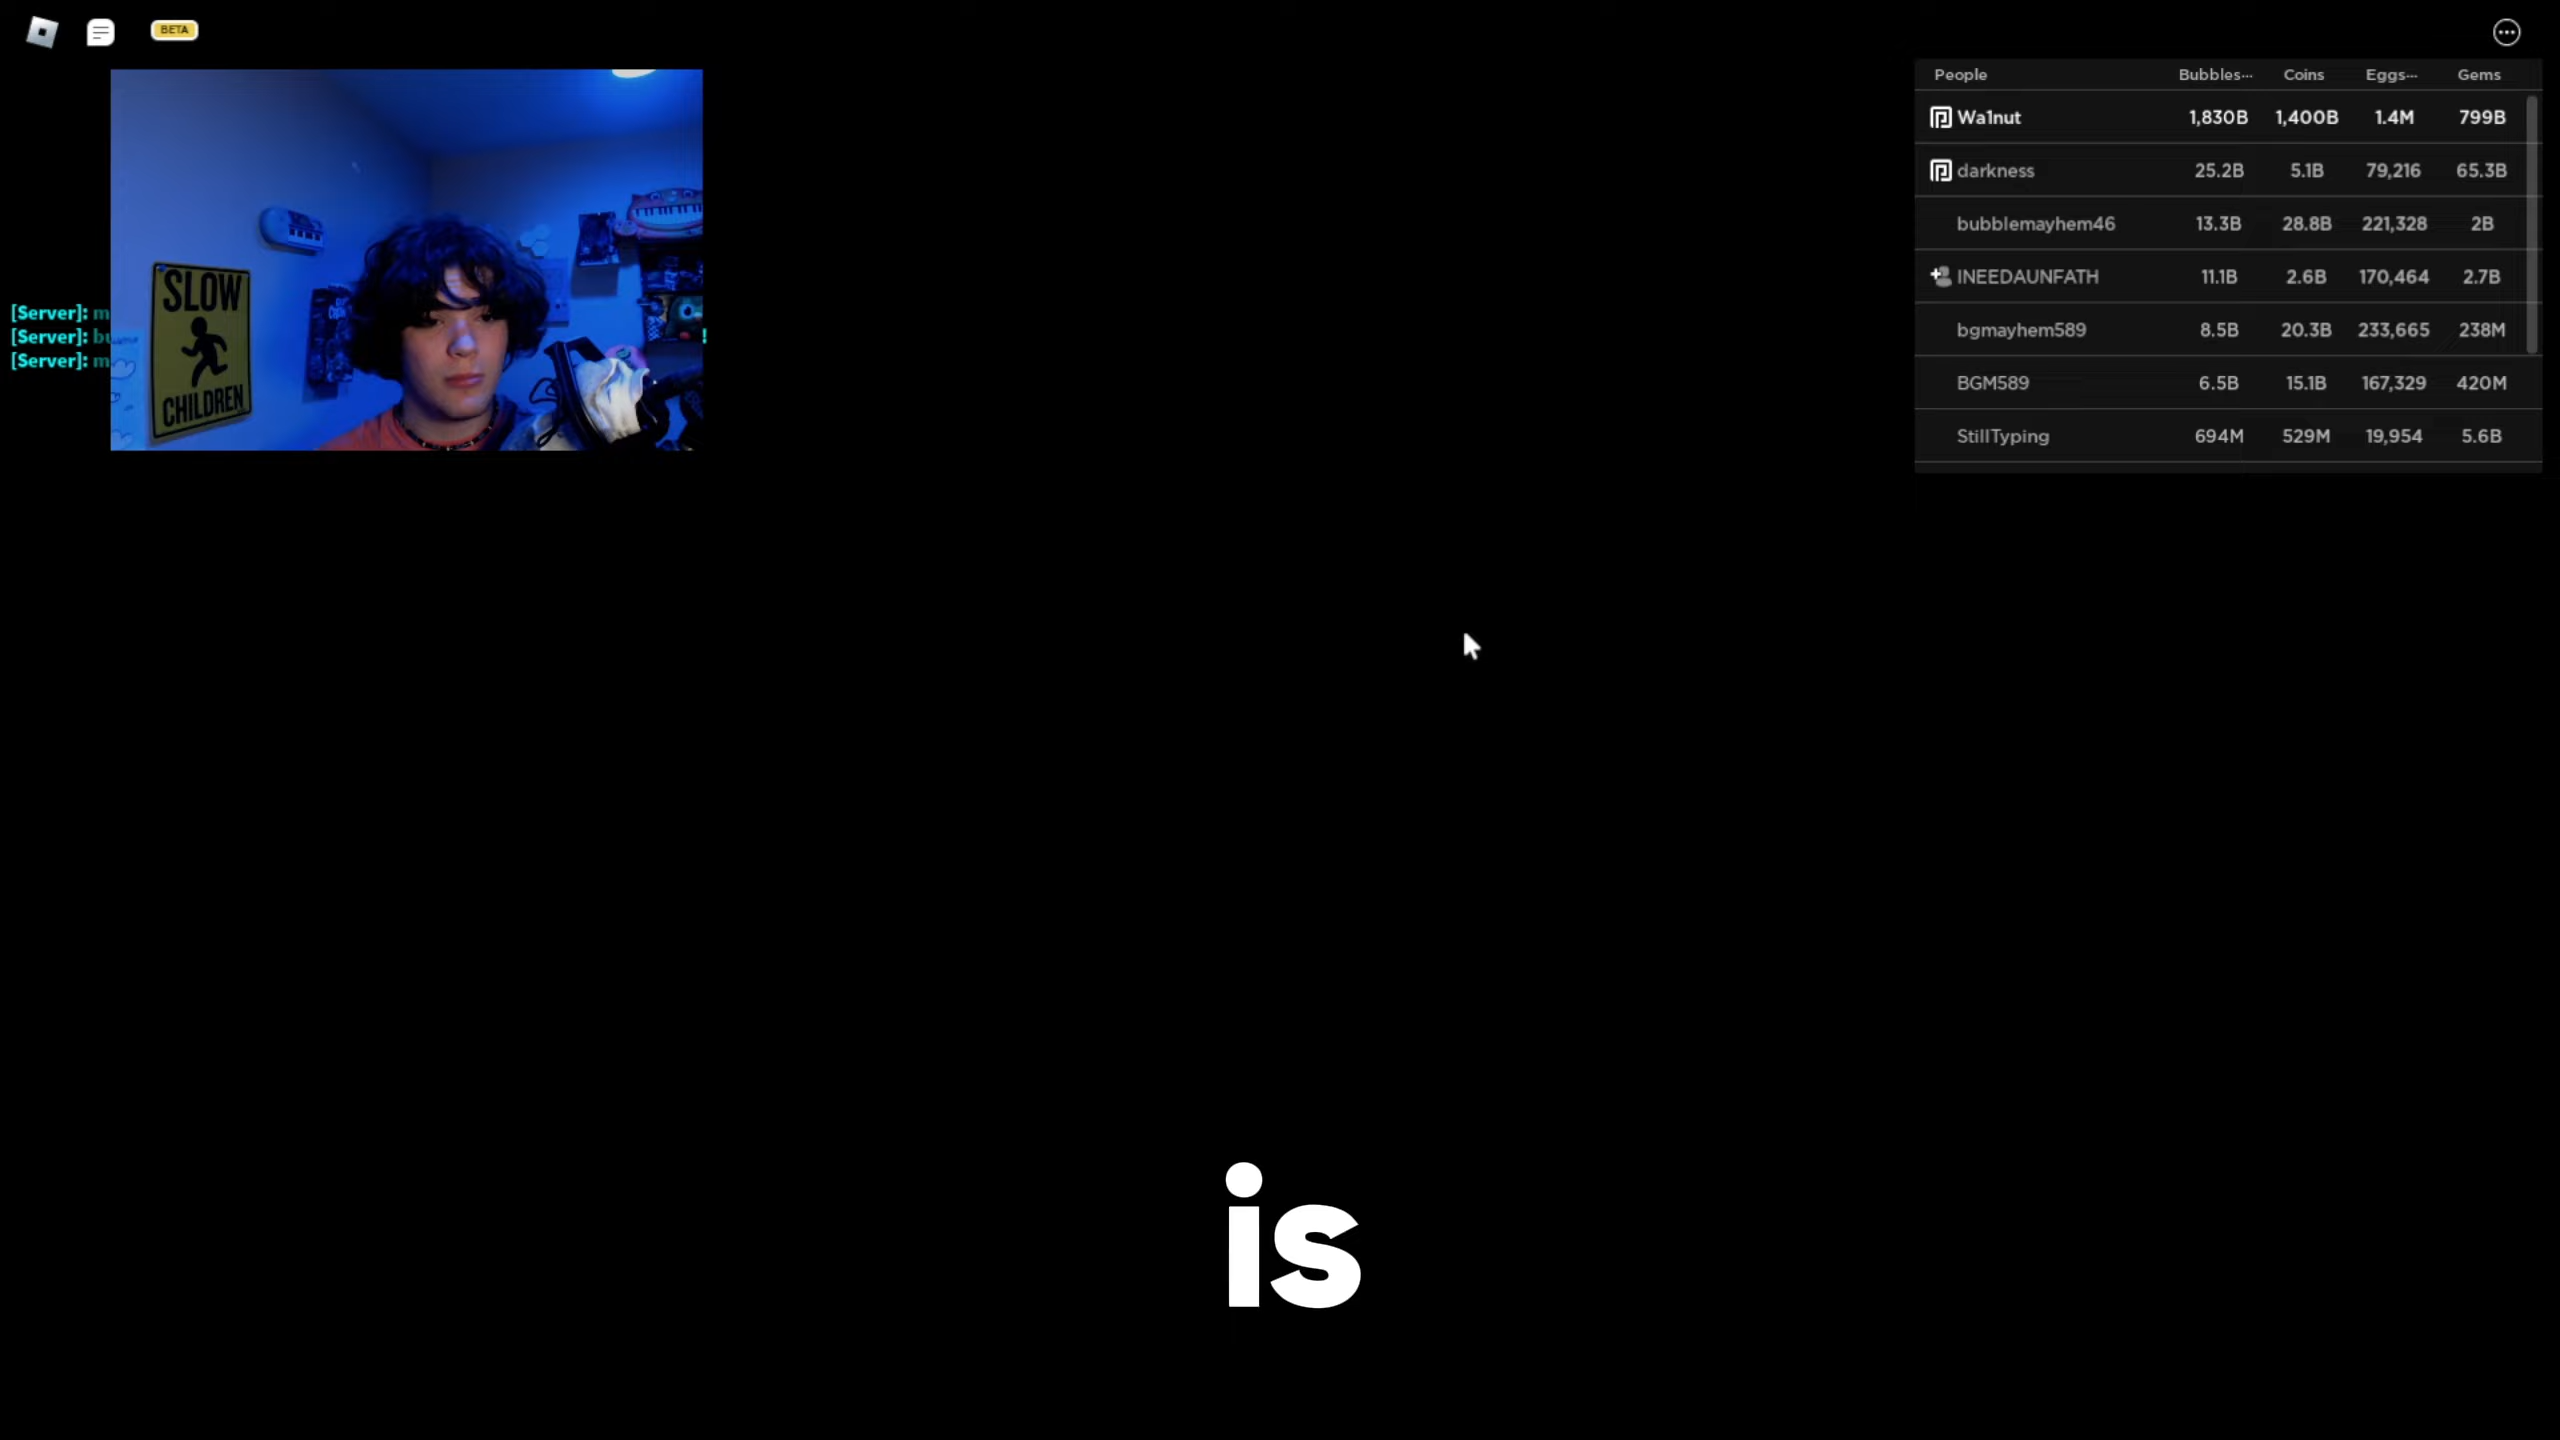 BETA
People Bubbles... Coins Eggs... Gems
Wa1nut 1,830B 1,400B 1.4M 799B
darkness 25.2B 5.1B 79,216 65.3B
bubblemayhem46 13.3B 28.8B 221,328 2B
INEEDAUNFATH 11.1B 2.6B 170,464 2.7B
bgmayhem589 8.5B 20.3B 233,665 238M
BGM589 6.5B 15.1B 167,329 420M
StillTyping 694M 529M 19,954 5.6B
SLOW
CHILDREN
[Server]: m
[Server]: bu !
[Server]: m
is